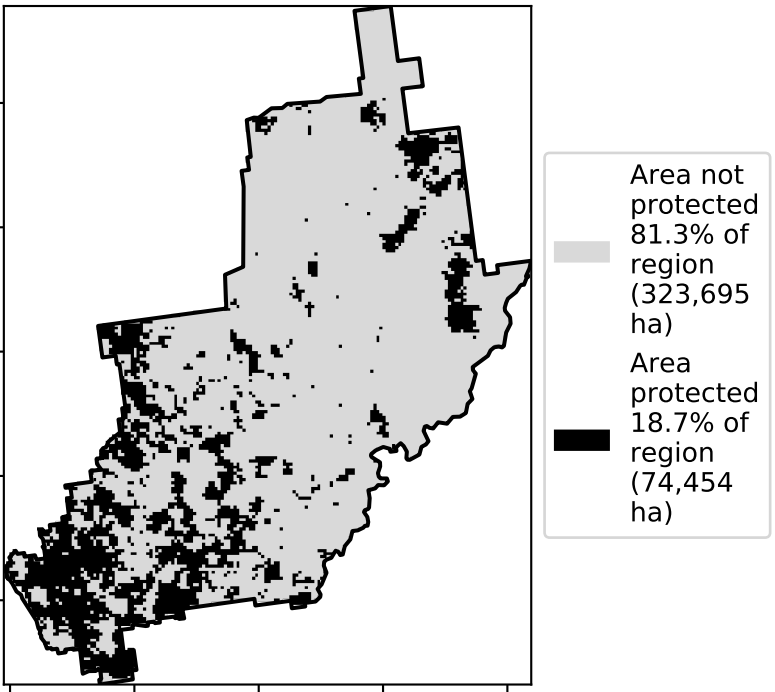 Area not
protected
81.3% of
region
(323,695
ha)
Area
protected
18.7% of
region
(74,454
ha)